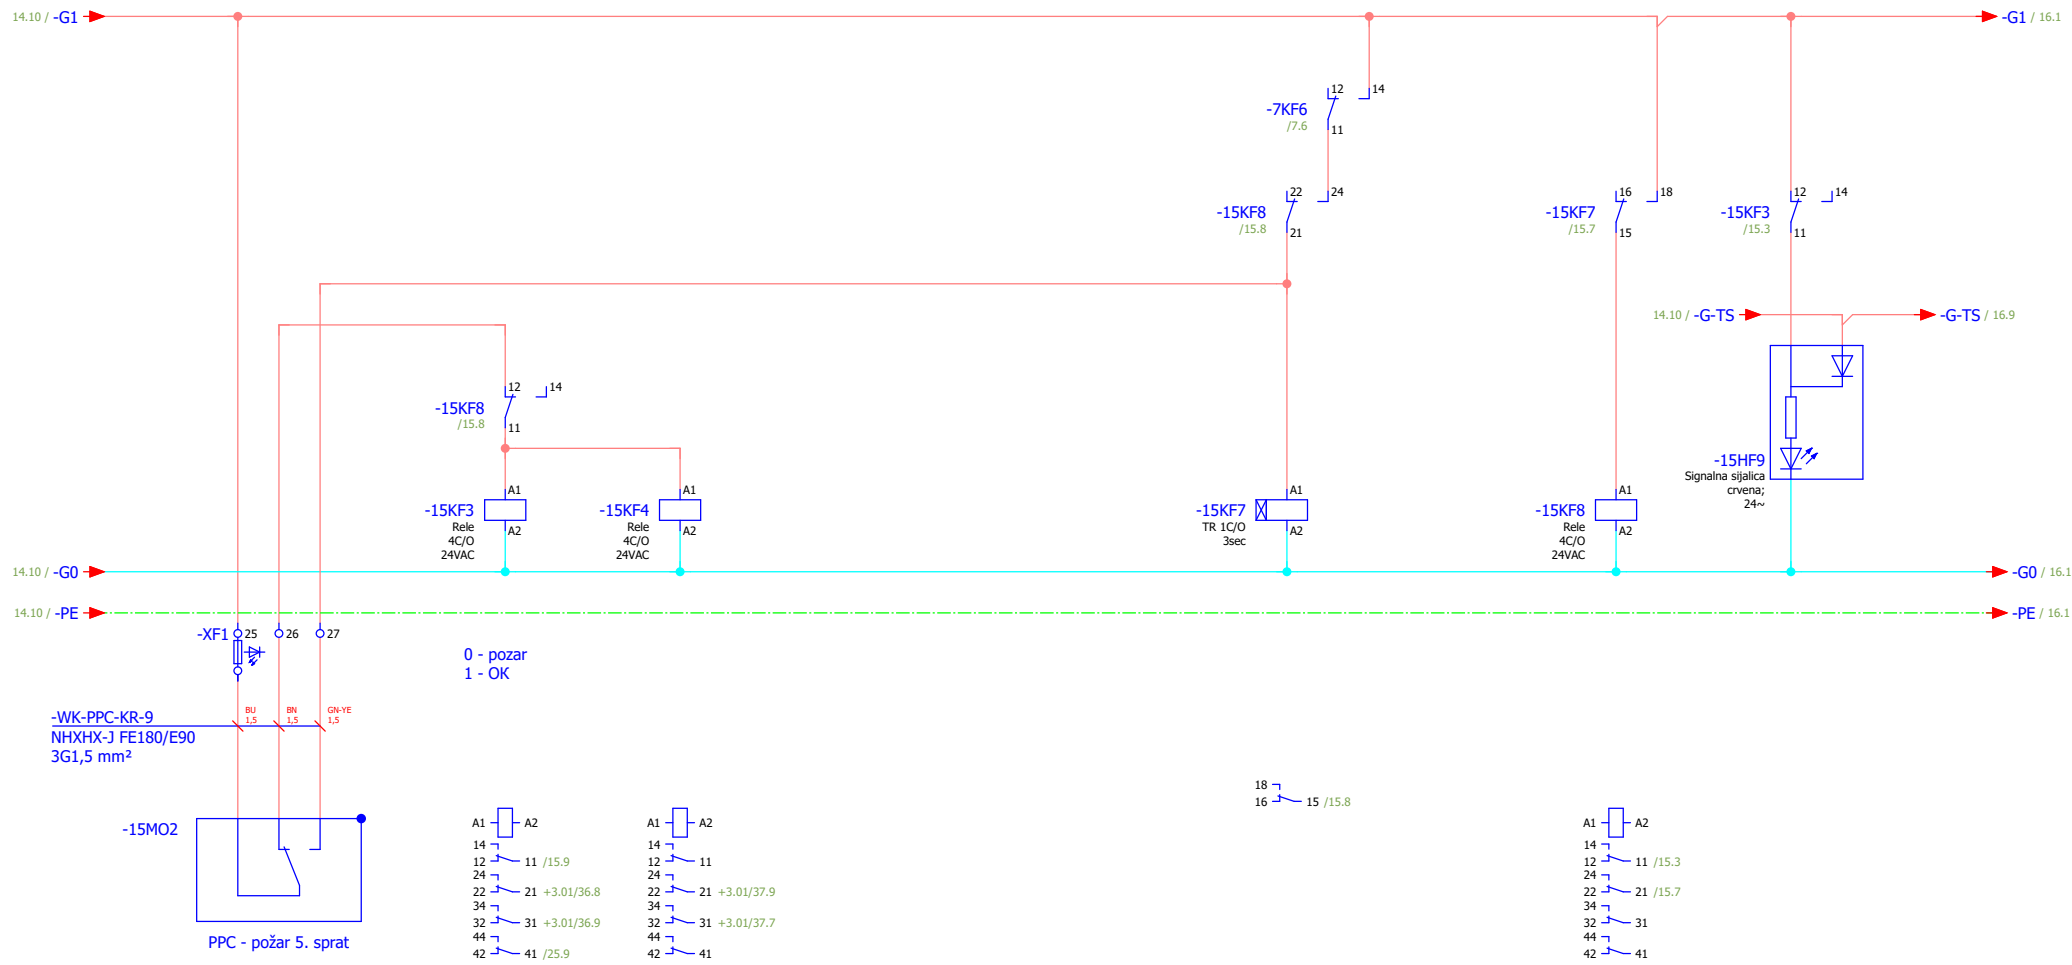 14.10 / -G1
-G1 / 16.1
12 14
-7KF6
/7.6
11
22 24
-15KF8
/15.8
21
16 18
-15KF7
/15.7
15
12 14
-15KF3
/15.3
11
14.10 / -G-TS
-G-TS / 16.9
12 14
-15KF8
/15.8
11
A1
-15KF3
A2
Rele
4C/O
24VAC
A1
-15KF4
A2
Rele
4C/O
24VAC
A1
-15KF7
A2
TR 1C/O
3sec
A1
-15KF8
A2
Rele
4C/O
24VAC
-15HF9
Signalna sijalica
crvena;
24~
14.10 / -G0
-G0 / 16.1
14.10 / -PE
-PE / 16.1
-XF1 25 26 27
0 - pozar
1 - OK
BU
1,5
BN
1,5
GN-YE
1,5
-WK-PPC-KR-9
NHXHX-J FE180/E90
3G1,5 mm²
-15MO2
PPC - požar 5. sprat
A1 A2
14
12 11 /15.9
24
22 21 +3.01/36.8
34
32 31 +3.01/36.9
44
42 41 /25.9
A1 A2
14
12 11
24
22 21 +3.01/37.9
34
32 31 +3.01/37.7
44
42 41
18
16 15 /15.8
A1 A2
14
12 11 /15.3
24
22 21 /15.7
34
32 31
44
42 41